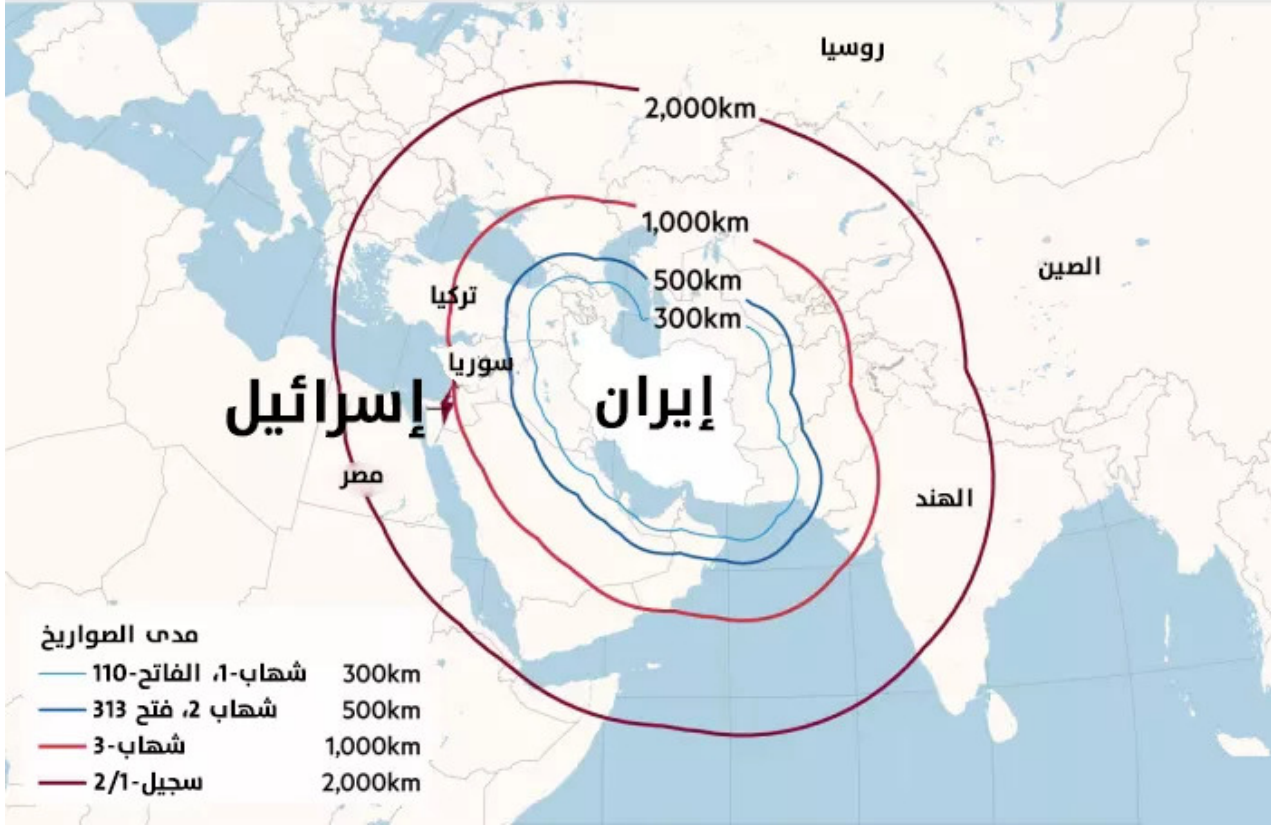 روسيا
2,000km
1,000km
الصين
500km
تركيا
300km
سوريا
إيران
إسرائيل
مصر
الهند
مدى الصواريخ
شهاب-1، الفاتح-110 300km
شهاب 2، فتح 313 500km
شهاب-3 1,000km
سجيل-2/1 2,000km